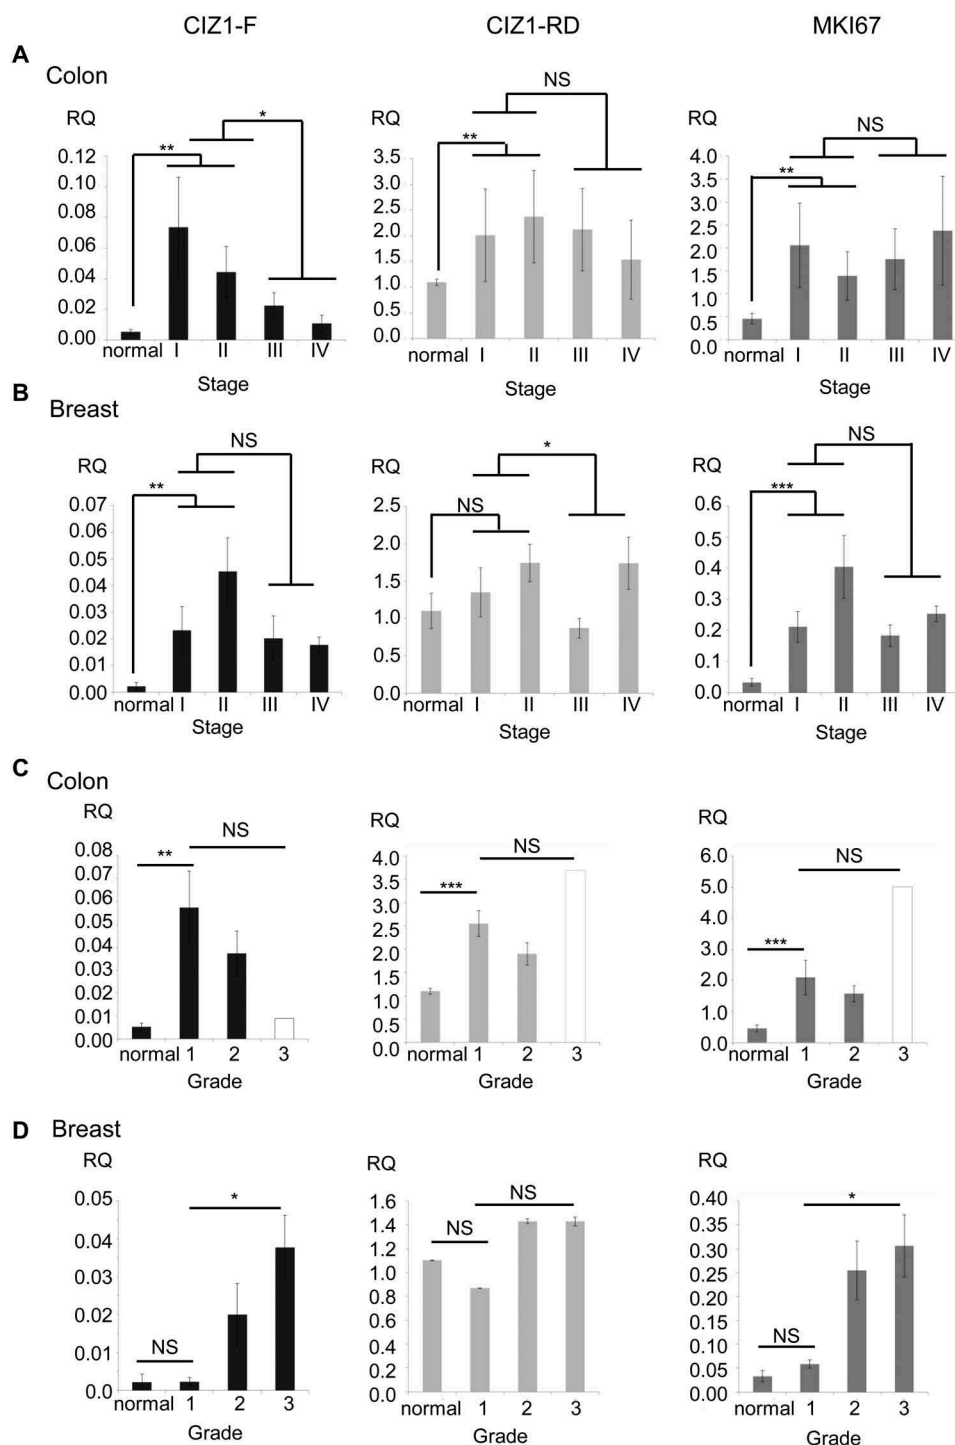 CIZ1-F
CIZ1-RD
MKI67
A
Colon
RQ
0.12
0.10
0.08
0.06
0.04
0.02
0.00
**
*
normal I II III IV
Stage
RQ
3.5
3.0
2.5
2.0
1.5
1.0
0.5
0.0
**
NS
normal I II III IV
RQ
4.0
3.5
3.0
2.5
2.0
1.5
1.0
0.5
0.0
**
NS
normal I II III IV
Stage
Stage
B
Breast
RQ
0.07
0.06
0.05
0.04
0.03
0.02
0.01
0.00
**
NS
normal I II III IV
Stage
RQ
2.5
2.0
1.5
1.0
0.5
0.0
NS
*
normal I II III IV
Stage
RQ
0.6
0.5
0.4
0.3
0.2
0.1
0.0
***
NS
normal I II III IV
Stage
C
Colon
RQ
0.08
0.07
0.06
0.05
0.04
0.03
0.02
0.01
0.00
**
NS
normal 1 2 3
Grade
RQ
4.0
3.5
3.0
2.5
2.0
1.5
1.0
0.5
0.0
***
NS
normal 1 2 3
Grade
RQ
6.0
5.0
4.0
3.0
2.0
1.0
0.0
***
NS
normal 1 2 3
Grade
D
Breast
RQ
0.05
0.04
0.03
0.02
0.01
0.0
NS
*
normal 1 2 3
Grade
RQ
1.6
1.4
1.2
1.0
0.8
0.6
0.4
0.2
0.0
NS
NS
normal 1 2 3
Grade
RQ
0.40
0.35
0.30
0.25
0.20
0.15
0.10
0.05
0.0
NS
*
normal 1 2 3
Grade